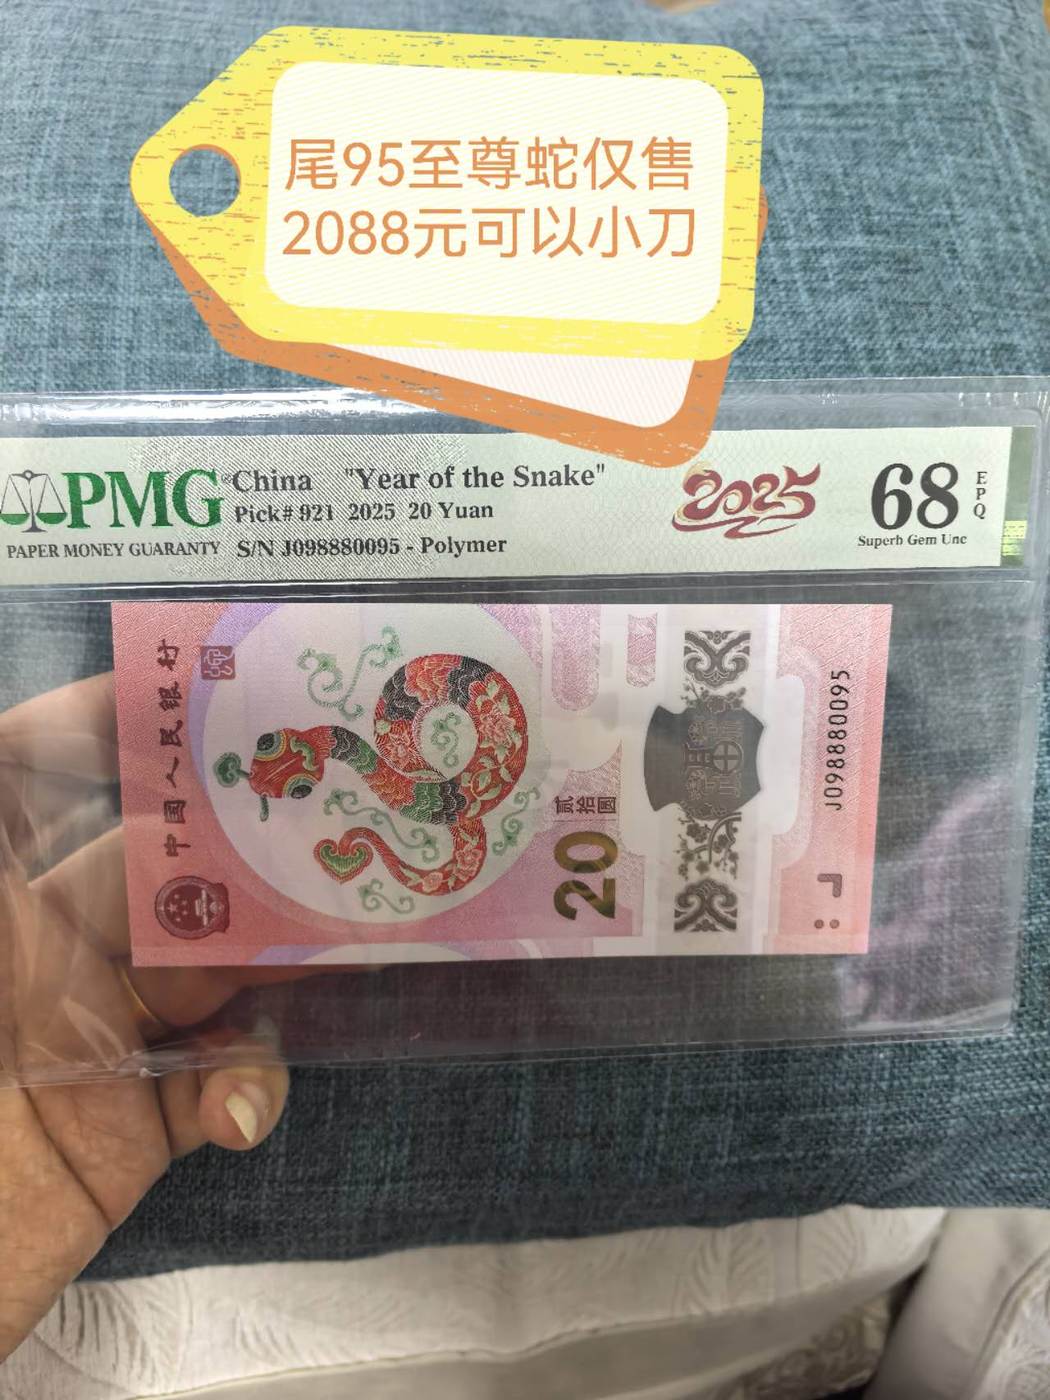 尾95至尊蛇仅售
2088元可以小刀
PMG
PAPER MONEY GUARANTY
China "Year of the Snake"
Pick# 921 2025 20 Yuan
S/N J098880095 - Polymer
2025
68
EPQ
Superb Gem Unc
中国人民银行
贰拾圆
20
J098880095